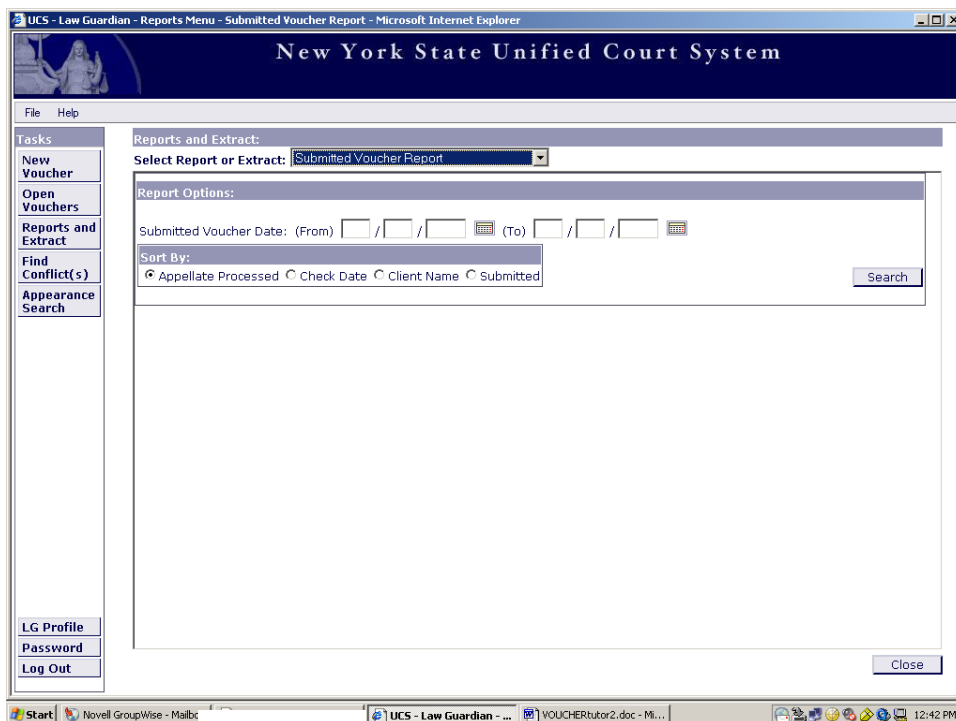 UCS - Law Guardian - Reports Menu - Submitted Voucher Report - Microsoft Internet Explorer
New York State Unified Court System
File Help
Tasks
New Voucher
Open Vouchers
Reports and Extract
Find Conflict(s)
Appearance Search
LG Profile
Password
Log Out
Reports and Extract:
Select Report or Extract: Submitted Voucher Report
Report Options:
Submitted Voucher Date: (From) / / (To) / /
Sort By:
Appellate Processed Check Date Client Name Submitted
Search
Close
Start Novell GroupWise - Mailbo UCS - Law Guardian - ... VOUCHERtutor2.doc - Mi... 12:42 PM